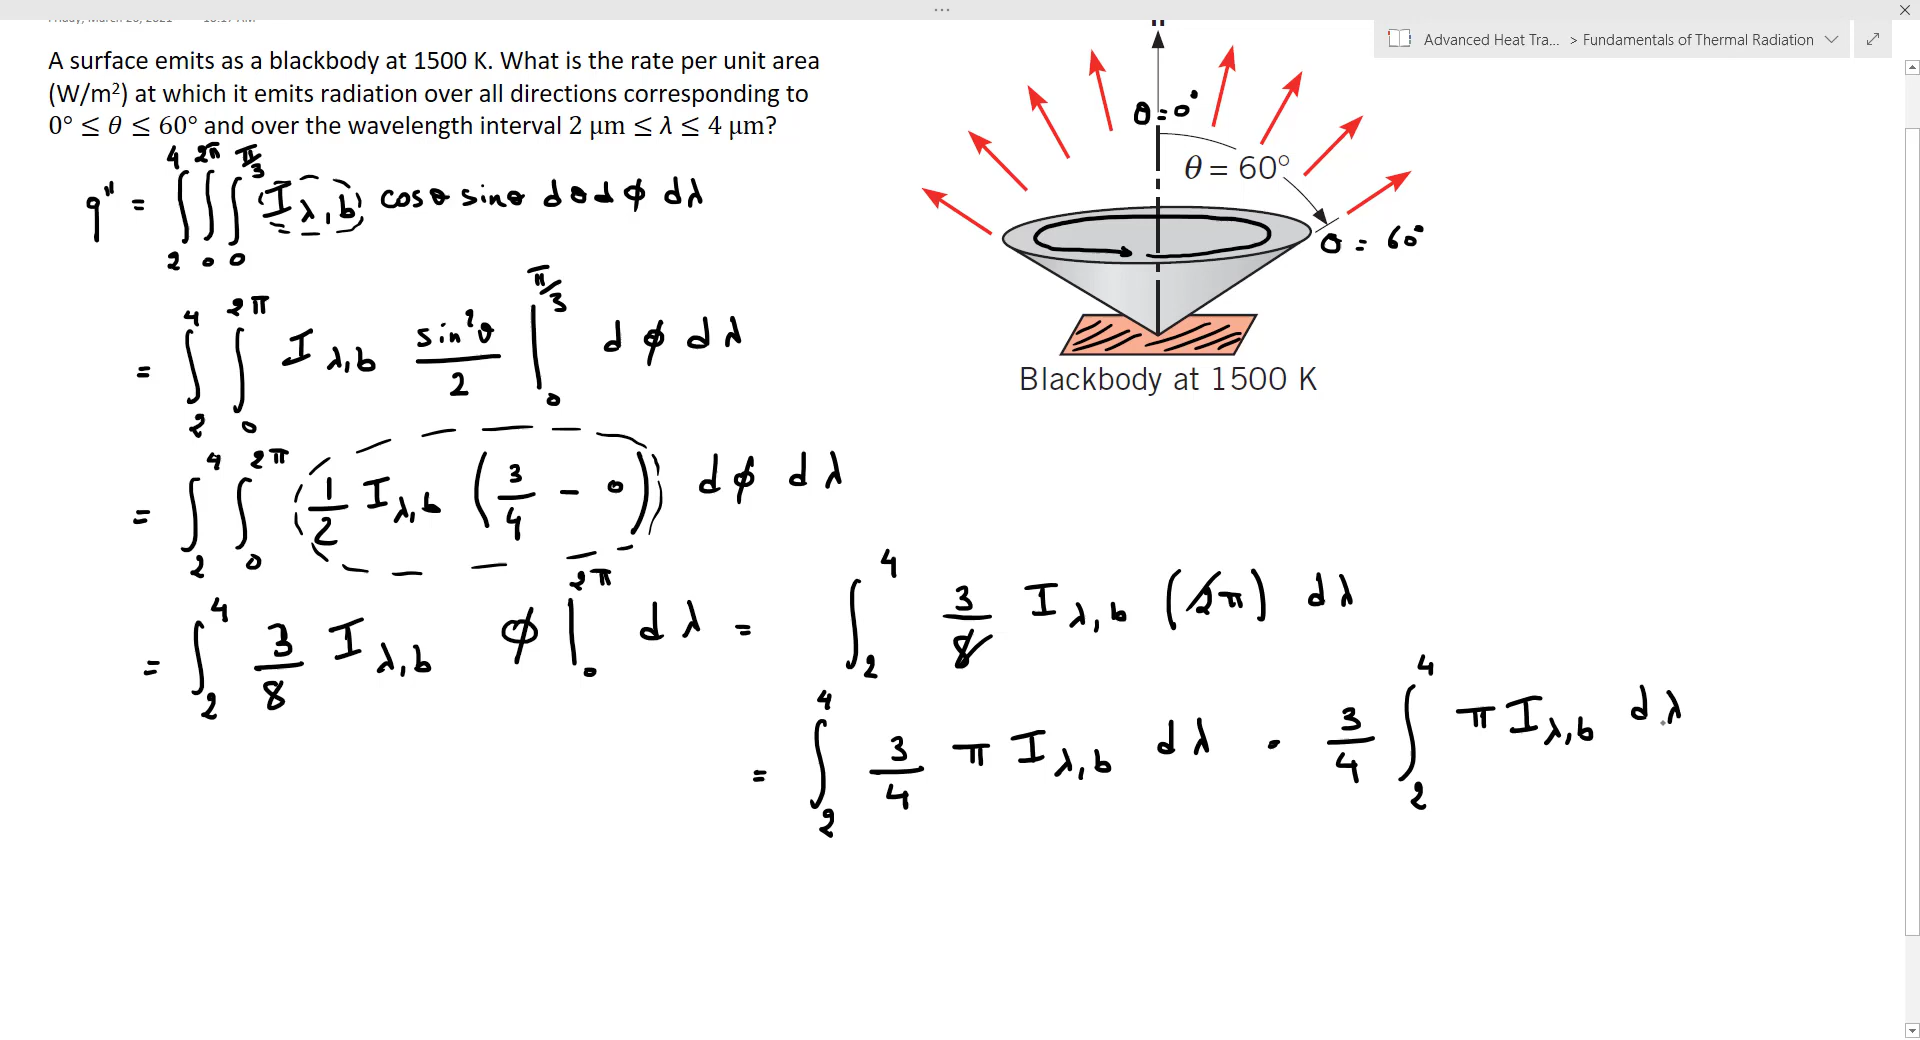 Advanced Heat Tra... > Fundamentals of Thermal Radiation
A surface emits as a blackbody at 1500 K. What is the rate per unit area
(W/m²) at which it emits radiation over all directions corresponding to
0° ≤ θ ≤ 60° and over the wavelength interval 2 μm ≤ λ ≤ 4 μm?
θ = 0°
θ = 60°
θ = 60°
Blackbody at 1500 K
q" = ∫₂⁴ ∫₀^2π ∫₀^π/3 (I λ,b) cosθ sinθ dθ dϕ dλ
= ∫₂⁴ ∫₀^2π I λ,b sin²θ/2 |₀^π/3 dϕ dλ
= ∫₂⁴ ∫₀^2π (1/2 I λ,b (3/4 - 0)) dϕ dλ
= ∫₂⁴ 3/8 I λ,b ϕ |₀^2π dλ = ∫₂⁴ 3/8 I λ,b (2π) dλ
= ∫₂⁴ 3/4 π I λ,b dλ · 3/4 ∫₂⁴ π I λ,b dλ